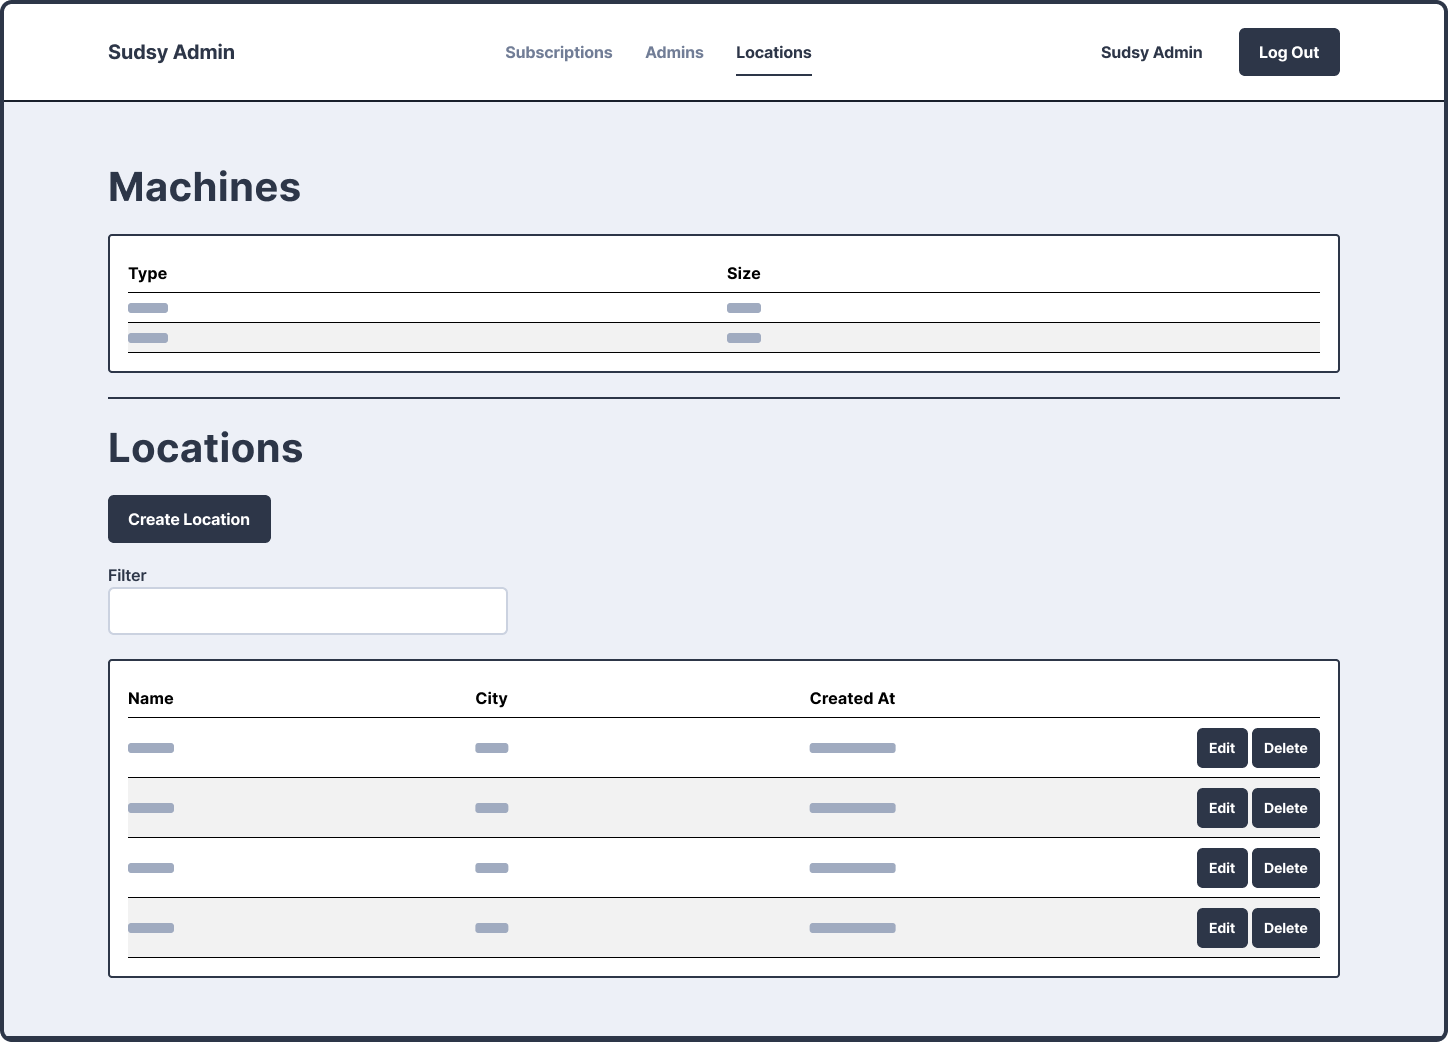 Sudsy Admin
Subscriptions Admins Locations
Sudsy Admin
Log Out
Machines
Type Size
Locations
Create Location
Filter
Name City Created At
Edit Delete
Edit Delete
Edit Delete
Edit Delete